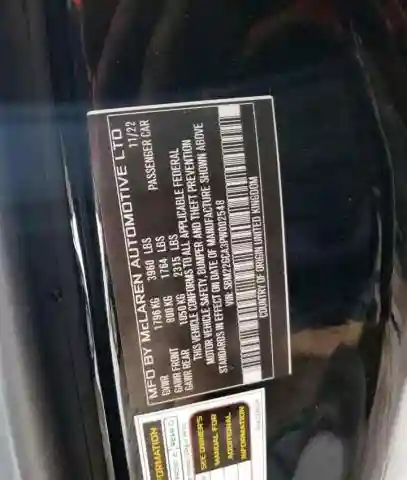 MFD BY McLAREN AUTOMOTIVE LTD
11/22
GVWR 1796 KG 3960 LBS PASSENGER CAR
GAWR FRONT 800 KG 1764 LBS
GAWR REAR 1050 KG 2315 LBS
THIS VEHICLE CONFORMS TO ALL APPLICABLE FEDERAL
MOTOR VEHICLE SAFETY, BUMPER AND THEFT PREVENTION
STANDARDS IN EFFECT ON DATE OF MANUFACTURE SHOWN ABOVE
VIN: SBM22GCA3PW002548
COUNTRY OF ORIGIN UNITED KINGDOM
SEE OWNER'S
MANUAL FOR
ADDITIONAL
INFORMATION